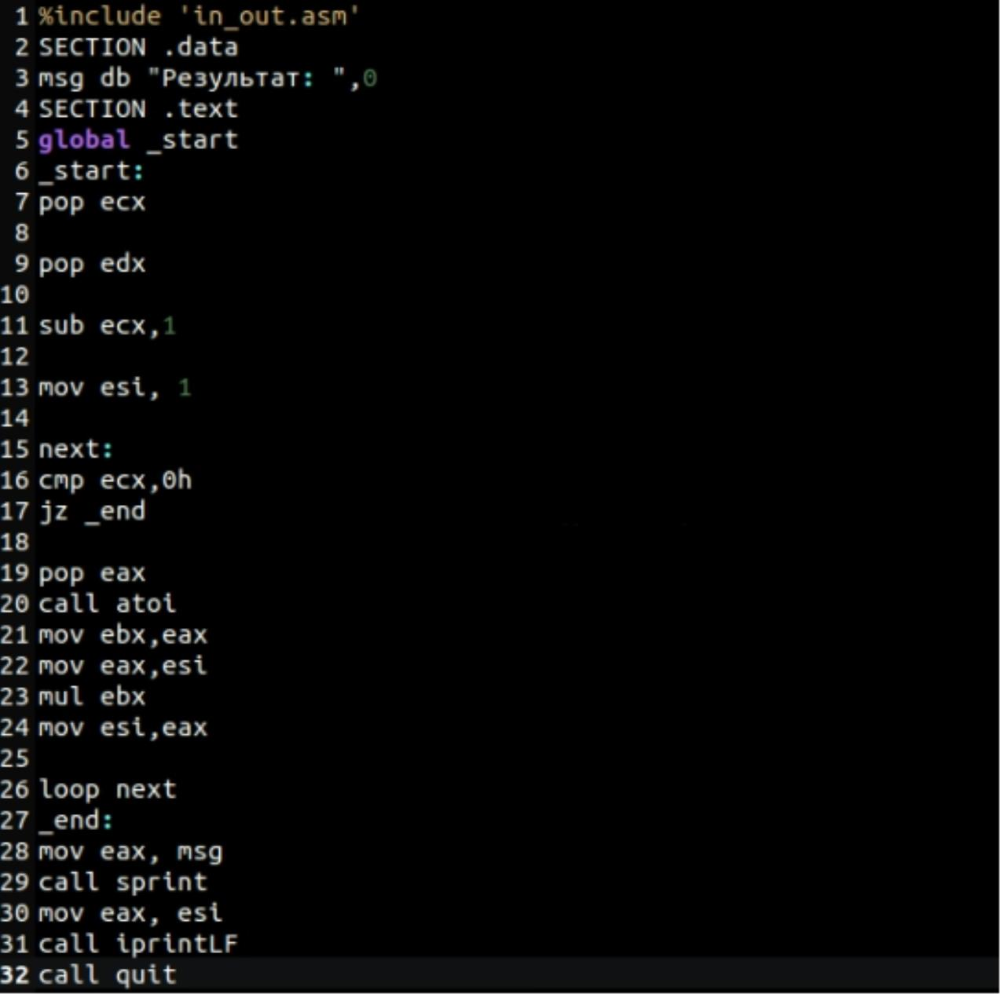 1 %include 'in_out.asm'
2 SECTION .data
3 msg db "Результат: ",0
4 SECTION .text
5 global _start
6 _start:
7 pop ecx
8
9 pop edx
10
11 sub ecx,1
12
13 mov esi, 1
14
15 next:
16 cmp ecx,0h
17 jz _end
18
19 pop eax
20 call atoi
21 mov ebx,eax
22 mov eax,esi
23 mul ebx
24 mov esi,eax
25
26 loop next
27 _end:
28 mov eax, msg
29 call sprint
30 mov eax, esi
31 call iprintLF
32 call quit